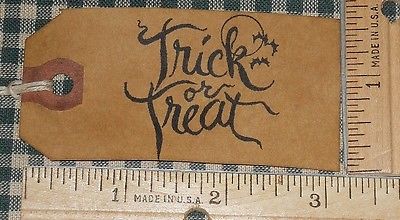 Trick
or
Treat
MADE IN U.S.A.
1
MADE IN U.S.A.
1 2 3